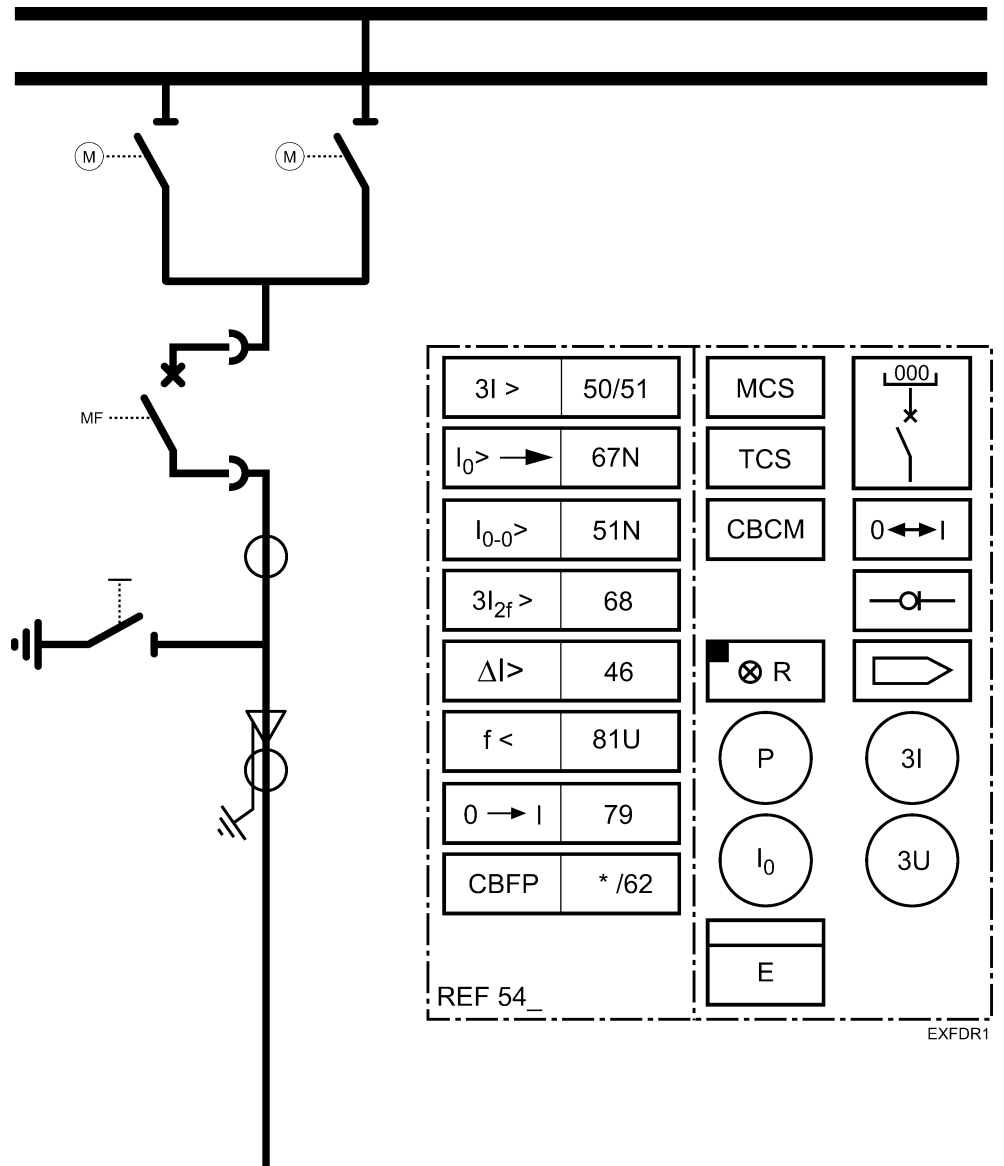 M
M
MF
3I > 50/51
I₀> → 67N
I₀₋₀> 51N
3I₂f > 68
ΔI> 46
f < 81U
0 → I 79
CBFP * /62
REF 54_
MCS
000
TCS
CBCM
0↔I
⊗ R
P
3I
I₀
3U
E
EXFDR1